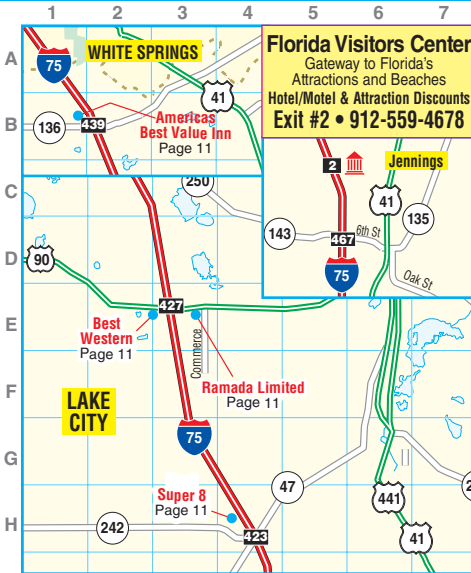 1 2 3 4 5 6 7
A
B
C
D
E
F
G
H
WHITE SPRINGS
75
41
136
439
Americas
Best Value Inn
Page 11
Florida Visitors Center
Gateway to Florida's
Attractions and Beaches
Hotel/Motel & Attraction Discounts
Exit #2 • 912-559-4678
2
Jennings
41
135
143
467
6th St
75
Oak St
250
90
427
Best
Western
Page 11
Commerce
Ramada Limited
Page 11
LAKE
CITY
75
47
Super 8
Page 11
242
423
441
41
2